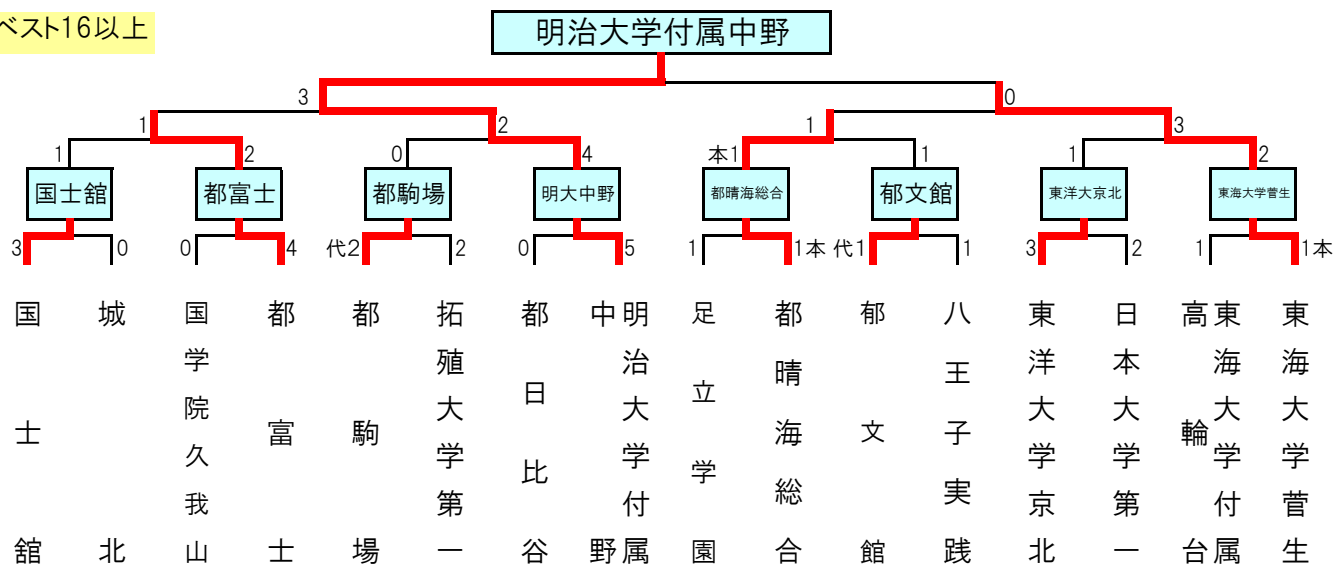 ベスト16以上
明治大学付属中野
3
0
1
2
1
3
1
2
0
4
本1
1
1
2
国士舘
都富士
都駒場
明大中野
都晴海総合
郁文館
東洋大京北
東海大学菅生
3
0
0
4
代2
2
0
5
1
1本
代1
1
3
2
1
1本
国士舘
城北
国学院久我山
都富士
都駒場
拓殖大学第一
都日比谷
明治大学付属
中野
足立学園
都晴海総合
郁文館
八王子実践
東洋大学京北
日本大学第一
東海大学付属
高輪台
東海大学菅生